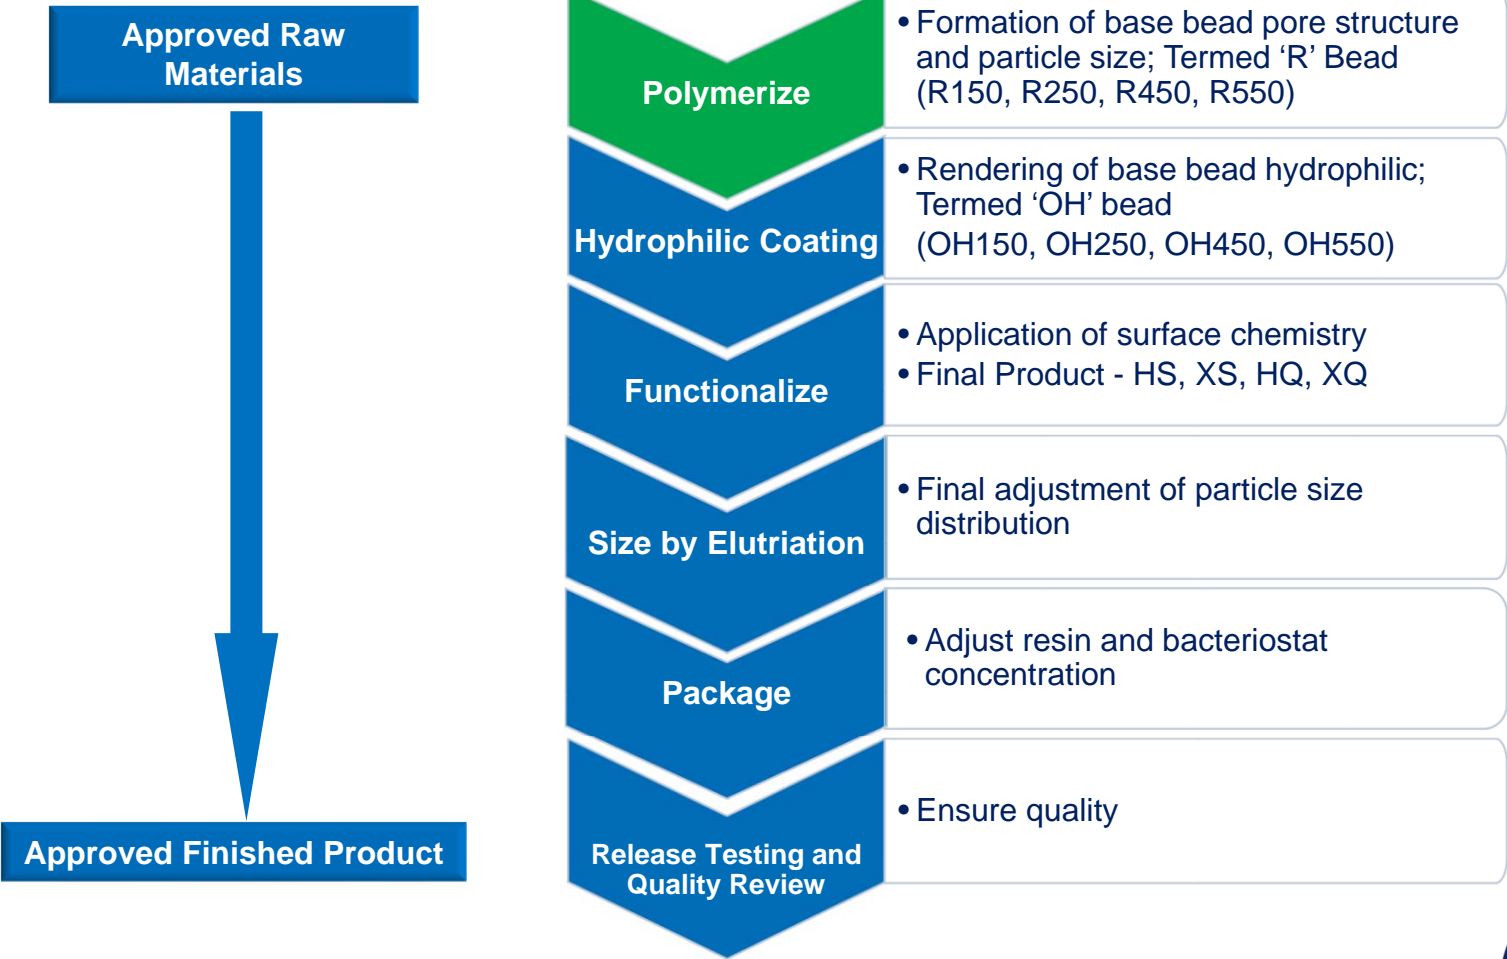 Approved Raw
Materials
Polymerize
• Formation of base bead pore structure
and particle size; Termed ‘R’ Bead
(R150, R250, R450, R550)
Hydrophilic Coating
• Rendering of base bead hydrophilic;
Termed ‘OH’ bead
(OH150, OH250, OH450, OH550)
Functionalize
• Application of surface chemistry
• Final Product - HS, XS, HQ, XQ
Size by Elutriation
• Final adjustment of particle size
distribution
Package
• Adjust resin and bacteriostat
concentration
Release Testing and
Quality Review
• Ensure quality
Approved Finished Product